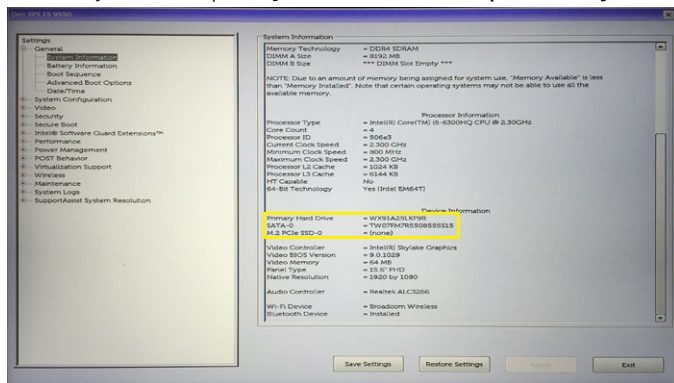 Dell XPS 15 9550
Settings
General
System Information
Battery Information
Boot Sequence
Advanced Boot Options
Date/Time
System Configuration
Video
Security
Secure Boot
Intel® Software Guard Extensions™
Performance
Power Management
POST Behavior
Virtualization Support
Wireless
Maintenance
System Logs
SupportAssist System Resolution
System Information
Memory Technology = DDR4 SDRAM
DIMM A Size = 8192 MB
DIMM B Size *** DIMM Slot Empty ***
NOTE: Due to an amount of memory being assigned for system use, "Memory Available" is less
than "Memory Installed". Note that certain operating systems may not be able to use all the
available memory.
Processor Information
Processor Type = Intel(R) Core(TM) i5-6300HQ CPU @ 2.30GHz
Core Count = 4
Processor ID = 506e3
Current Clock Speed = 2.300 GHz
Minimum Clock Speed = 800 MHz
Maximum Clock Speed = 2.300 GHz
Processor L2 Cache = 1024 KB
Processor L3 Cache = 6144 KB
HT Capable No
64-Bit Technology Yes (Intel EM64T)
Device Information
Primary Hard Drive
SATA-0
M.2 PCIe SSD-0 = (none)
Video Controller = Intel(R) Skylake Graphics
Video BIOS Version = 9.0.1029
Video Memory = 64 MB
Panel Type = 15.6" FHD
Native Resolution = 1920 by 1080
Audio Controller = Realtek ALC3266
Wi-Fi Device = Broadcom Wireless
Bluetooth Device = Installed
Save Settings
Restore Settings
Apply
Exit